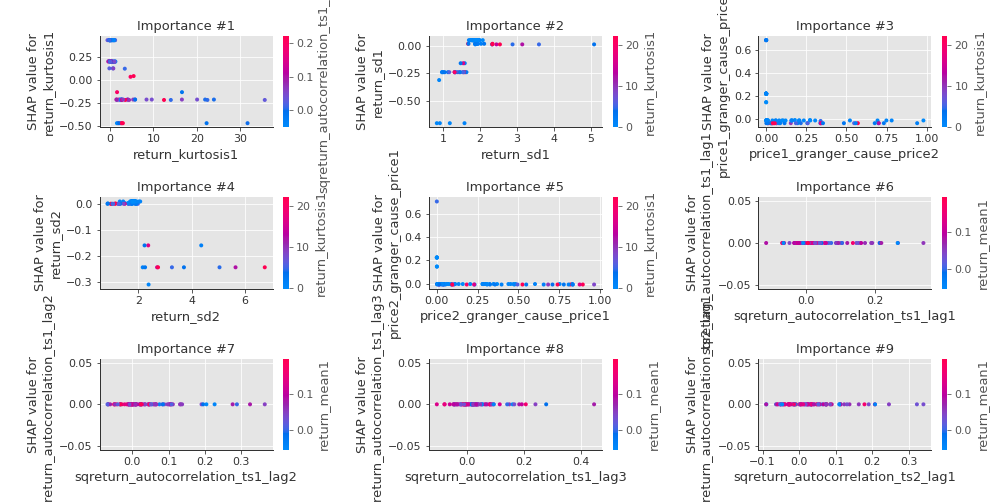 Importance #1
SHAP value for
return_kurtosis1
0.25
0.00
−0.25
−0.50
0
10
20
30
return_kurtosis1
0.2
0.1
0.0
sqreturn_autocorrelation_ts1_
Importance #2
SHAP value for
return_sd1
0.00
−0.25
−0.50
1
2
3
4
5
return_sd1
20
10
0
return_kurtosis1
Importance #3
SHAP value for
price1_granger_cause_price2
0.6
0.4
0.2
0.0
0.00
0.25
0.50
0.75
1.00
price1_granger_cause_price2
20
10
0
return_kurtosis1
Importance #4
SHAP value for
return_sd2
0.0
−0.1
−0.2
−0.3
2
4
6
return_sd2
20
10
0
return_kurtosis1
Importance #5
SHAP value for
price2_granger_cause_price1
0.6
0.4
0.2
0.0
0.00
0.25
0.50
0.75
1.00
price2_granger_cause_price1
20
10
0
return_kurtosis1
Importance #6
SHAP value for
sqreturn_autocorrelation_ts1_lag1
0.05
0.00
−0.05
0.0
0.2
sqreturn_autocorrelation_ts1_lag1
0.1
0.0
return_mean1
Importance #7
SHAP value for
sqreturn_autocorrelation_ts1_lag2
0.05
0.00
−0.05
0.0
0.1
0.2
0.3
sqreturn_autocorrelation_ts1_lag2
0.1
0.0
return_mean1
Importance #8
SHAP value for
sqreturn_autocorrelation_ts1_lag3
0.05
0.00
−0.05
0.0
0.2
0.4
sqreturn_autocorrelation_ts1_lag3
0.1
0.0
return_mean1
Importance #9
SHAP value for
sqreturn_autocorrelation_ts2_lag1
0.05
0.00
−0.05
−0.1
0.0
0.1
0.2
0.3
sqreturn_autocorrelation_ts2_lag1
0.1
0.0
return_mean1